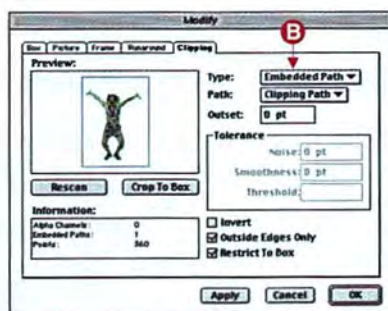 Modify
Box Picture Frame Runaround Clipping
B
Preview:
Type: Embedded Path
Path: Clipping Path
Outset: 0 pt
Tolerance
Noise: 0 pt
Smoothness: 0 pt
Threshold:
Rescan Crop To Box
Information:
Alpha Channels: 0
Embedded Paths: 1
Points: 360
Invert
Outside Edges Only
Restrict To Box
Apply Cancel OK